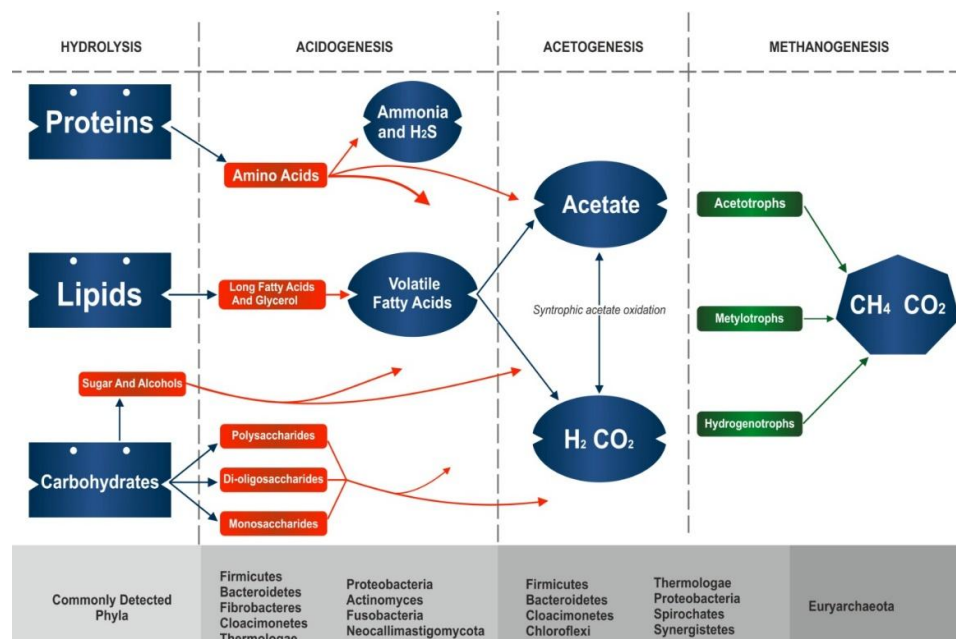 HYDROLYSIS
ACIDOGENESIS
ACETOGENESIS
METHANOGENESIS
Proteins
Ammonia
and H2S
Amino Acids
Acetate
Acetotrophs
Lipids
Long Fatty Acids
And Glycerol
Volatile
Fatty Acids
Syntrophic acetate oxidation
Metylotrophs
CH4 CO2
Sugar And Alcohols
Polysaccharides
H2 CO2
Hydrogenotrophs
Carbohydrates
Di-oligosaccharides
Monosaccharides
Commonly Detected
Phyla
Firmicutes
Bacteroidetes
Fibrobacteres
Cloacimonetes
Thermologae
Proteobacteria
Actinomyces
Fusobacteria
Neocallimastigomycota
Firmicutes
Bacteroidetes
Cloacimonetes
Chloroflexi
Thermologae
Proteobacteria
Spirochates
Synergistetes
Euryarchaeota